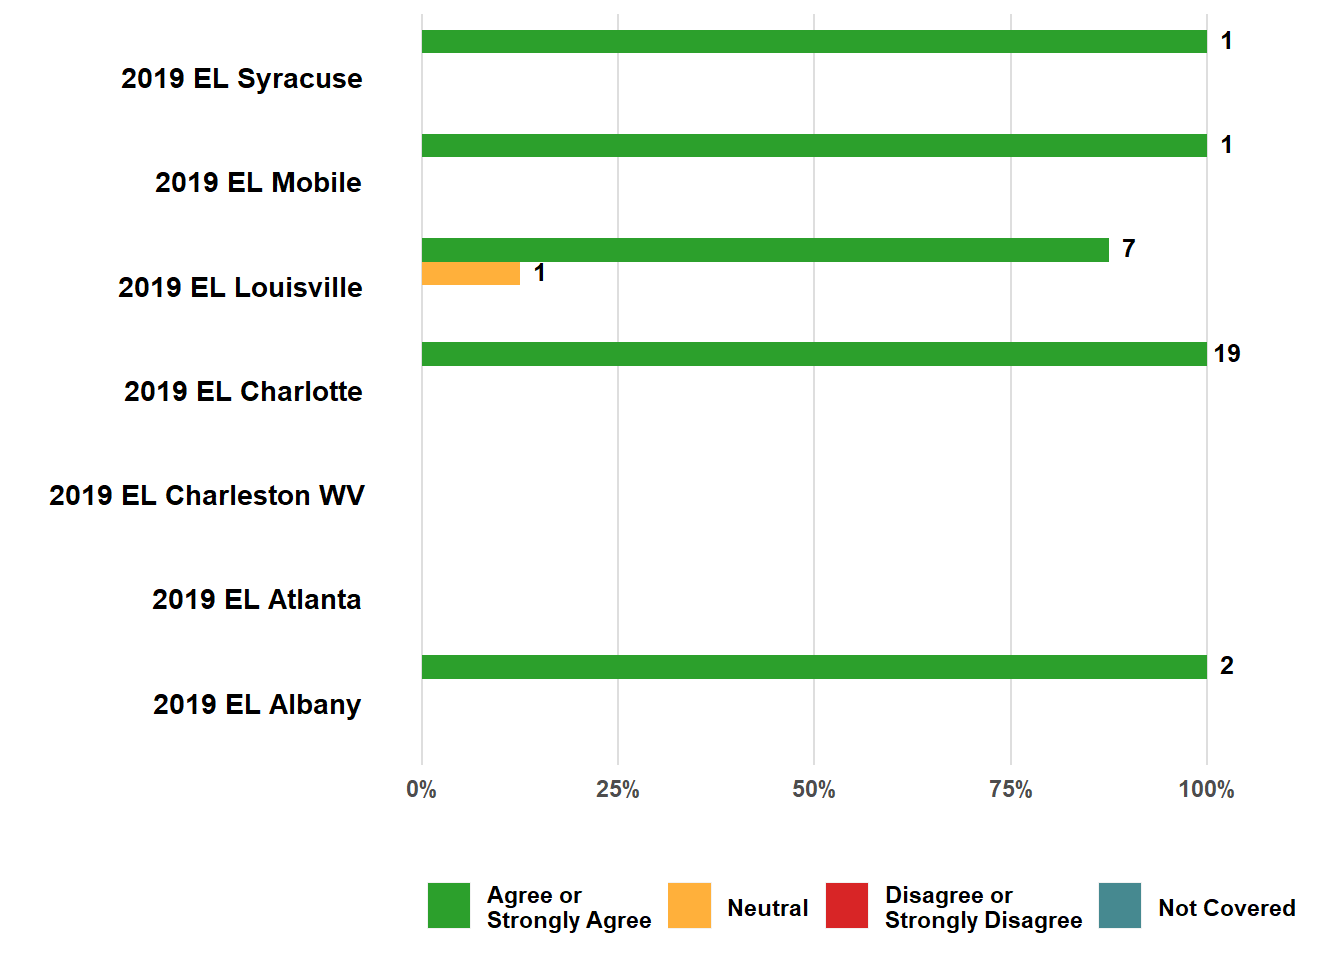 1
2019 EL Syracuse
1
2019 EL Mobile
7
1
2019 EL Louisville
19
2019 EL Charlotte
2019 EL Charleston WV
2019 EL Atlanta
2
2019 EL Albany
0% 25% 50% 75% 100%
Agree or
Strongly Agree
Neutral
Disagree or
Strongly Disagree
Not Covered